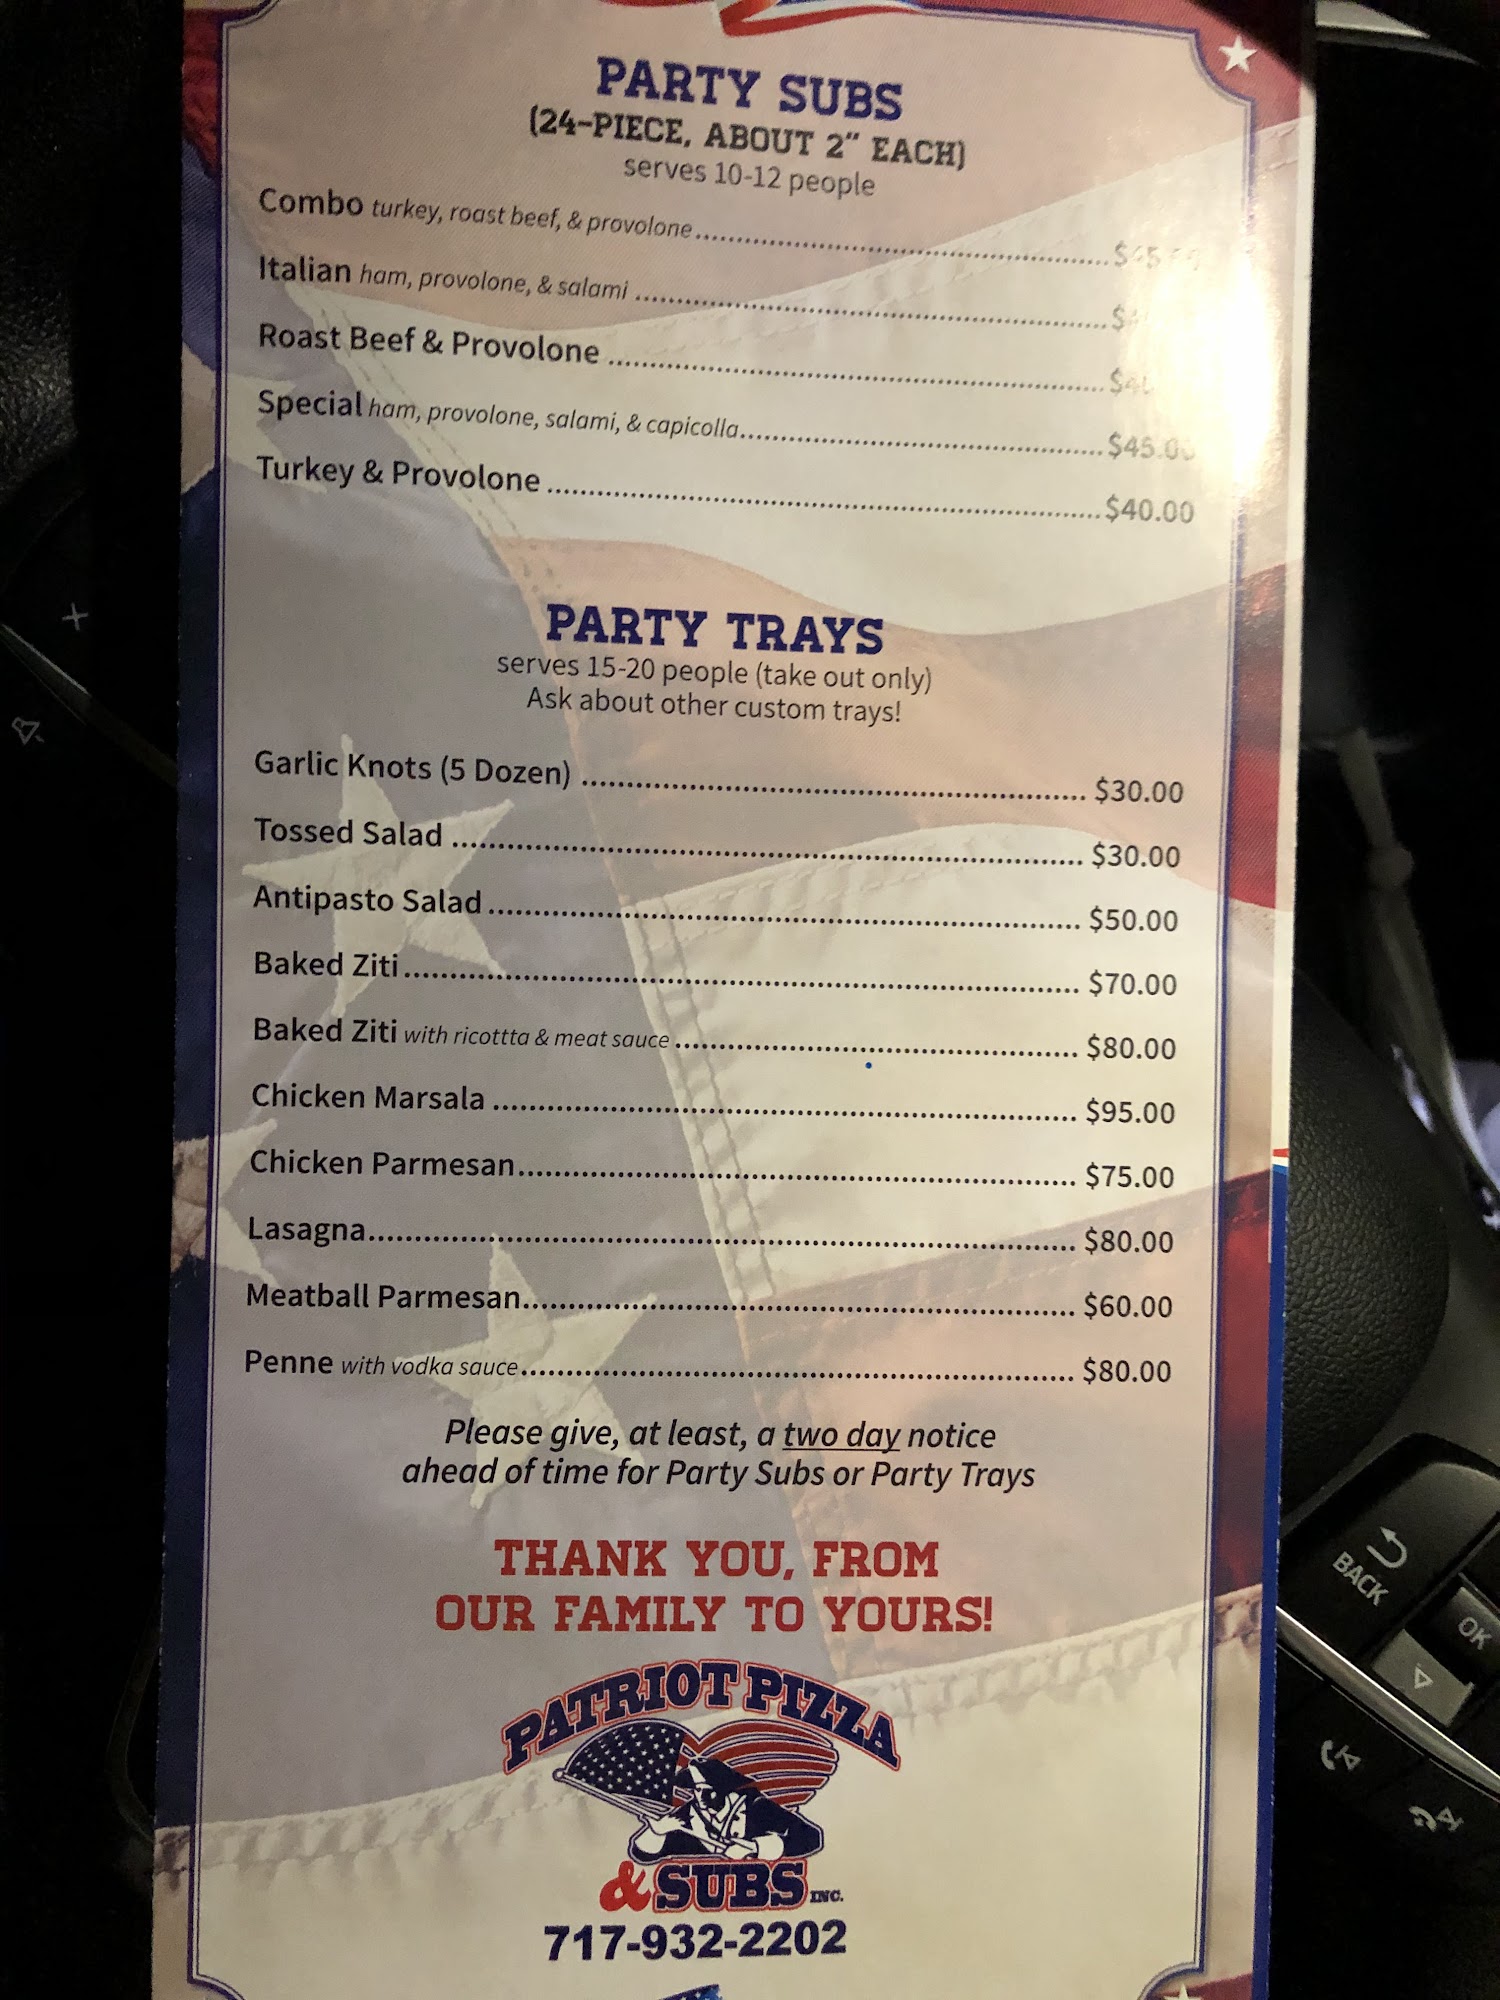 PARTY SUBS
(24-PIECE, ABOUT 2" EACH)
serves 10-12 people
Combo turkey, roast beef, & provolone
Italian ham, provolone, & salami
Roast Beef & Provolone
Special ham, provolone, salami, & capicolla $45.00
Turkey & Provolone $40.00
PARTY TRAYS
serves 15-20 people (take out only)
Ask about other custom trays!
Garlic Knots (5 Dozen) $30.00
Tossed Salad $30.00
Antipasto Salad $50.00
Baked Ziti $70.00
Baked Ziti with ricottta & meat sauce $80.00
Chicken Marsala $95.00
Chicken Parmesan $75.00
Lasagna $80.00
Meatball Parmesan $60.00
Penne with vodka sauce $80.00
Please give, at least, a two day notice
ahead of time for Party Subs or Party Trays
THANK YOU, FROM
OUR FAMILY TO YOURS!
PATRIOT PIZZA
& SUBS INC.
717-932-2202
BACK
OK